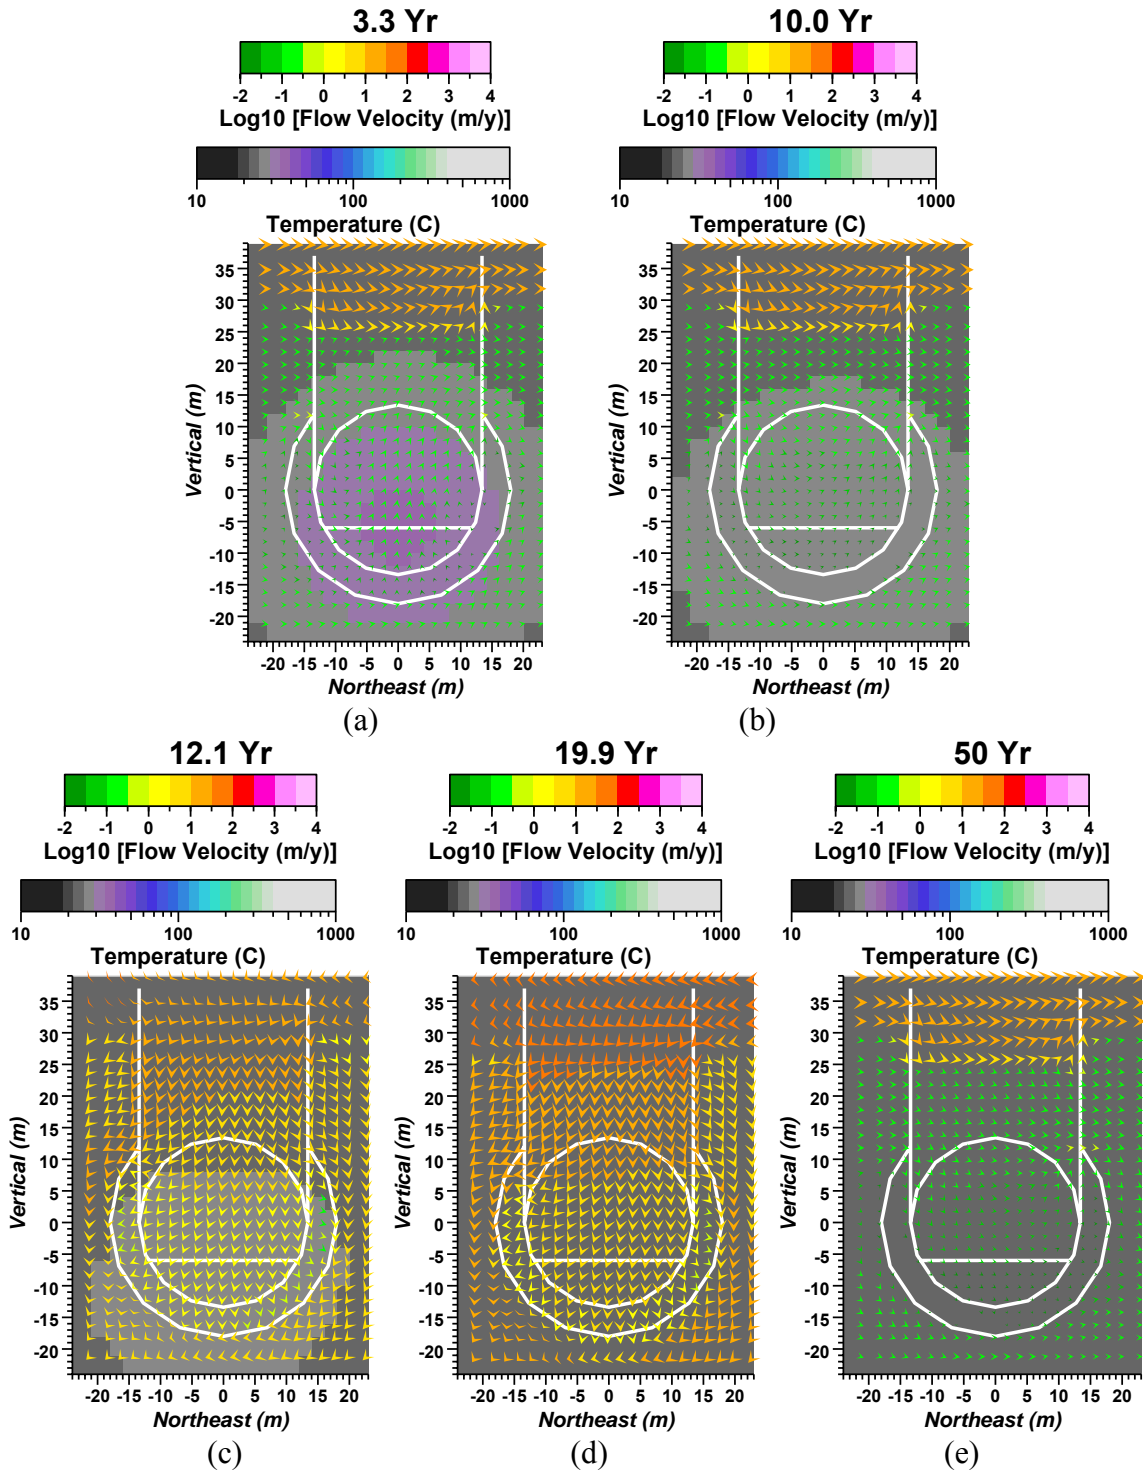 3.3 Yr
-2 -1 0 1 2 3 4
Log10 [Flow Velocity (m/y)]
10 100 1000
Temperature (C)
35
30
25
20
15
10
5
0
-5
-10
-15
-20
Vertical (m)
-20 -15 -10 -5 0 5 10 15 20
Northeast (m)
(a)
10.0 Yr
-2 -1 0 1 2 3 4
Log10 [Flow Velocity (m/y)]
10 100 1000
Temperature (C)
35
30
25
20
15
10
5
0
-5
-10
-15
-20
Vertical (m)
-20 -15 -10 -5 0 5 10 15 20
Northeast (m)
(b)
12.1 Yr
-2 -1 0 1 2 3 4
Log10 [Flow Velocity (m/y)]
10 100 1000
Temperature (C)
35
30
25
20
15
10
5
0
-5
-10
-15
-20
Vertical (m)
-20 -15 -10 -5 0 5 10 15 20
Northeast (m)
(c)
19.9 Yr
-2 -1 0 1 2 3 4
Log10 [Flow Velocity (m/y)]
10 100 1000
Temperature (C)
35
30
25
20
15
10
5
0
-5
-10
-15
-20
Vertical (m)
-20 -15 -10 -5 0 5 10 15 20
Northeast (m)
(d)
50 Yr
-2 -1 0 1 2 3 4
Log10 [Flow Velocity (m/y)]
10 100 1000
Temperature (C)
35
30
25
20
15
10
5
0
-5
-10
-15
-20
Vertical (m)
-20 -15 -10 -5 0 5 10 15 20
Northeast (m)
(e)